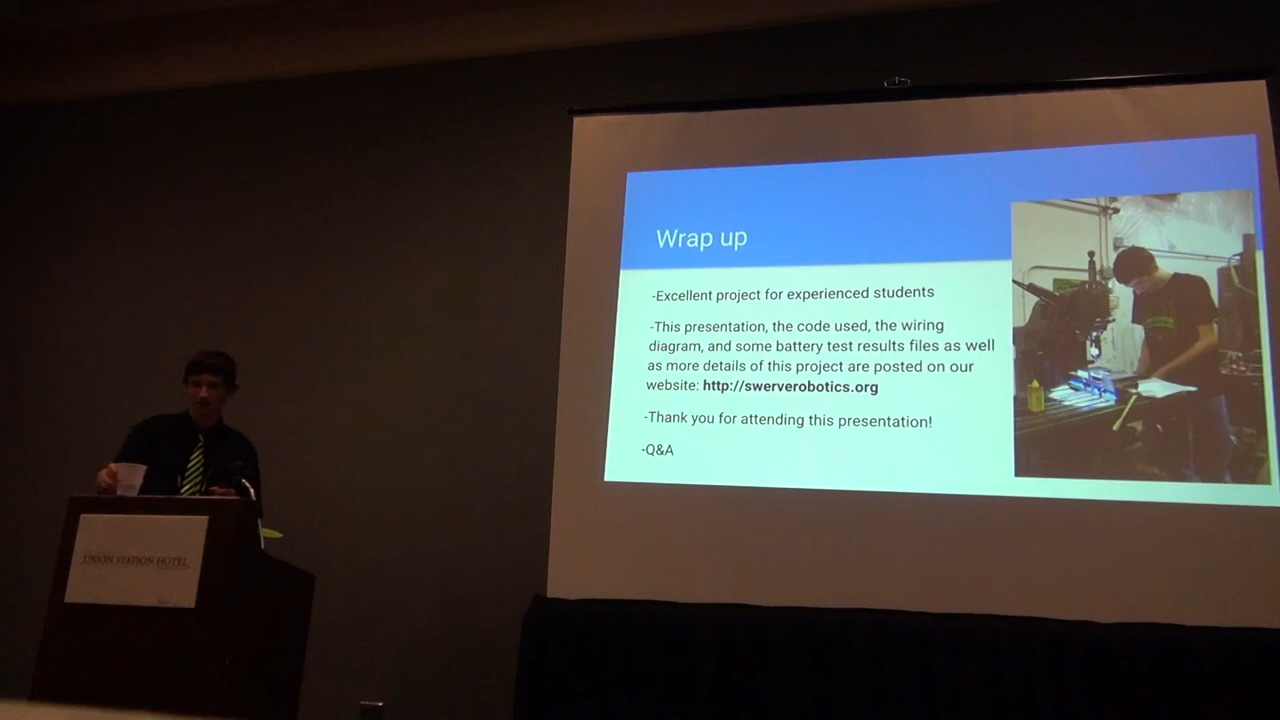 Wrap up
-Excellent project for experienced students
-This presentation, the code used, the wiring
diagram, and some battery test results files as well
as more details of this project are posted on our
website: http://swerverobotics.org
-Thank you for attending this presentation!
-Q&A
UNION STATION HOTEL